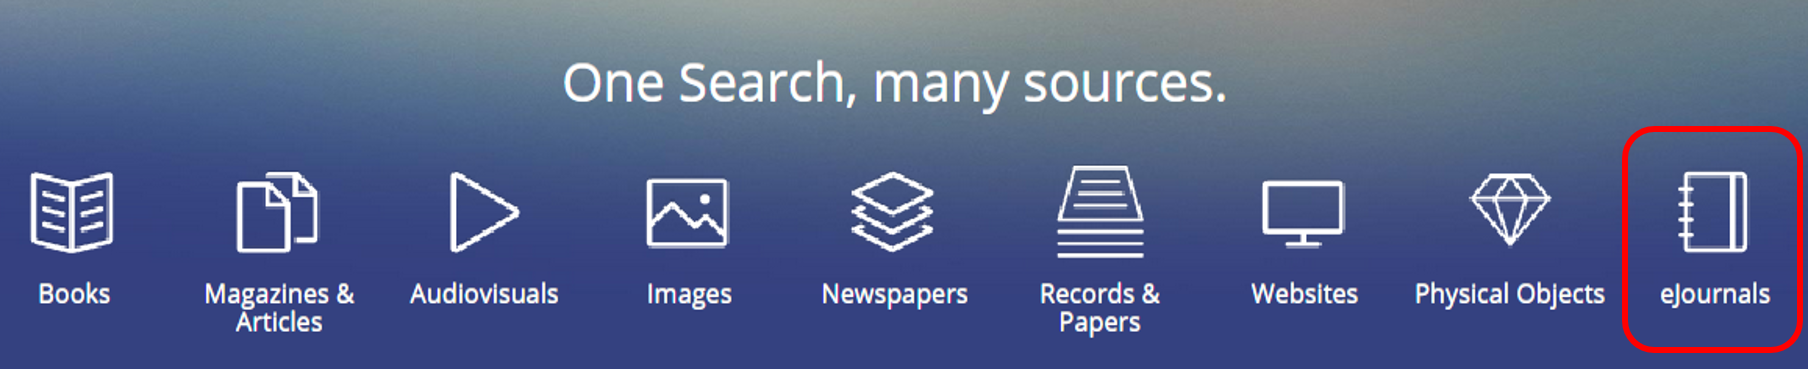 One Search, many sources.
Books
Magazines &
Articles
Audiovisuals
Images
Newspapers
Records &
Papers
Websites
Physical Objects
eJournals